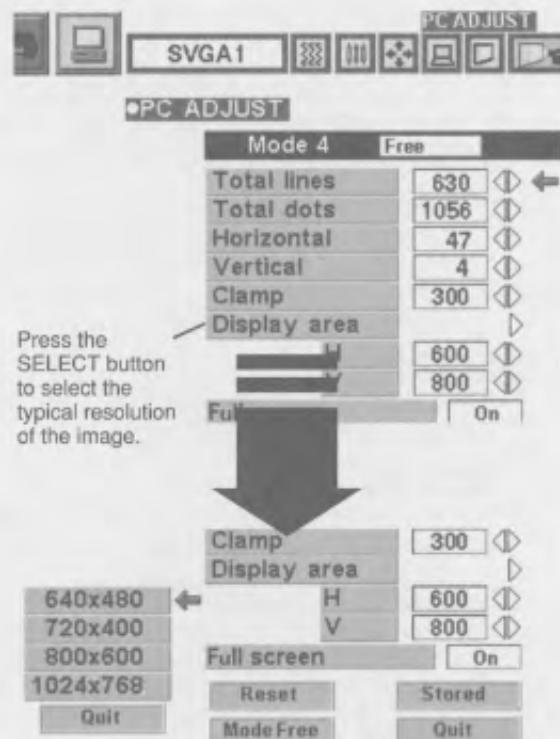 PC ADJUST
SVGA1
●PC ADJUST
Mode 4 Free
Total lines 630
Total dots 1056
Horizontal 47
Vertical 4
Clamp 300
Display area
H 600
V 800
Full On
Press the
SELECT button
to select the
typical resolution
of the image.
Clamp 300
Display area
H 600
V 800
Full screen On
640x480
720x400
800x600
1024x768
Quit
Reset Stored
Mode Free Quit